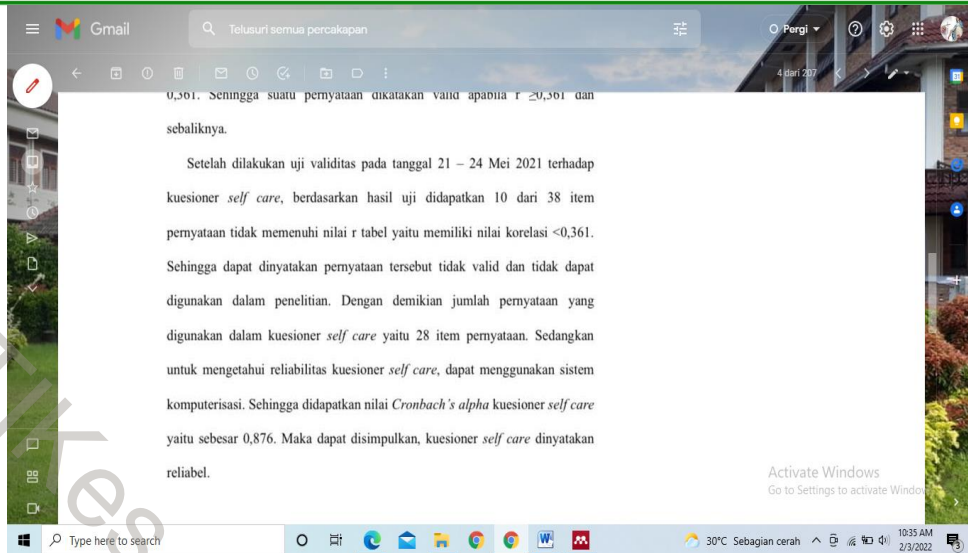 Gmail
Telusuri semua percakapan
Pergi
4 dari 207
0,361. Sehingga suatu pernyataan dikatakan valid apabila r ≥0,361 dan
sebaliknya.
Setelah dilakukan uji validitas pada tanggal 21 – 24 Mei 2021 terhadap
kuesioner self care, berdasarkan hasil uji didapatkan 10 dari 38 item
pernyataan tidak memenuhi nilai r tabel yaitu memiliki nilai korelasi <0,361.
Sehingga dapat dinyatakan pernyataan tersebut tidak valid dan tidak dapat
digunakan dalam penelitian. Dengan demikian jumlah pernyataan yang
digunakan dalam kuesioner self care yaitu 28 item pernyataan. Sedangkan
untuk mengetahui reliabilitas kuesioner self care, dapat menggunakan sistem
komputerisasi. Sehingga didapatkan nilai Cronbach's alpha kuesioner self care
yaitu sebesar 0,876. Maka dapat disimpulkan, kuesioner self care dinyatakan
reliabel.
Activate Windows
Go to Settings to activate
Type here to search
30°C Sebagian cerah
10:35 AM
2/3/2022